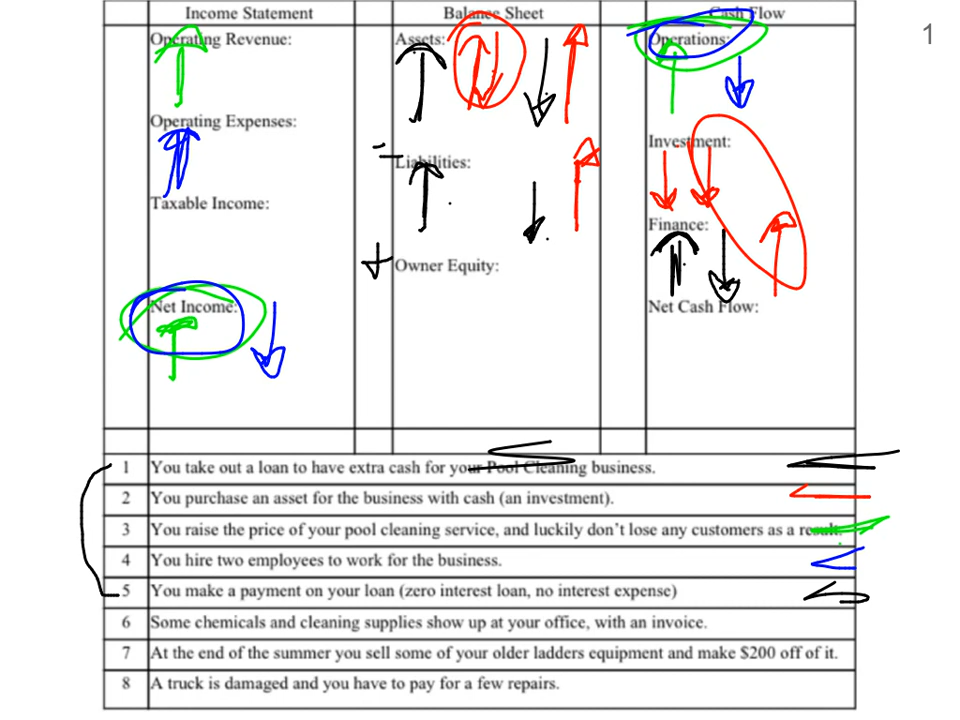 Income Statement Balance Sheet Cash Flow
1
Operating Revenue: Assets: Operations:
Operating Expenses: Investment:
= Liabilities:
Taxable Income: Finance:
+ Owner Equity:
Net Income: Net Cash Flow:
1 You take out a loan to have extra cash for your Pool Cleaning business.
2 You purchase an asset for the business with cash (an investment).
3 You raise the price of your pool cleaning service, and luckily don't lose any customers as a result.
4 You hire two employees to work for the business.
5 You make a payment on your loan (zero interest loan, no interest expense)
6 Some chemicals and cleaning supplies show up at your office, with an invoice.
7 At the end of the summer you sell some of your older ladders equipment and make $200 off of it.
8 A truck is damaged and you have to pay for a few repairs.